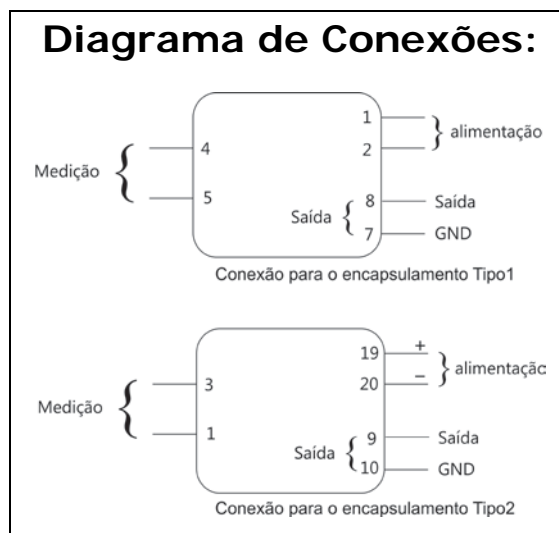 Diagrama de Conexões:
1
alimentação
4
2
Medição
5
8 Saída
Saída
7 GND
Conexão para o encapsulamento Tipo1
19 +
alimentação
3
20 −
Medição
1
9 Saída
Saída
10 GND
Conexão para o encapsulamento Tipo2